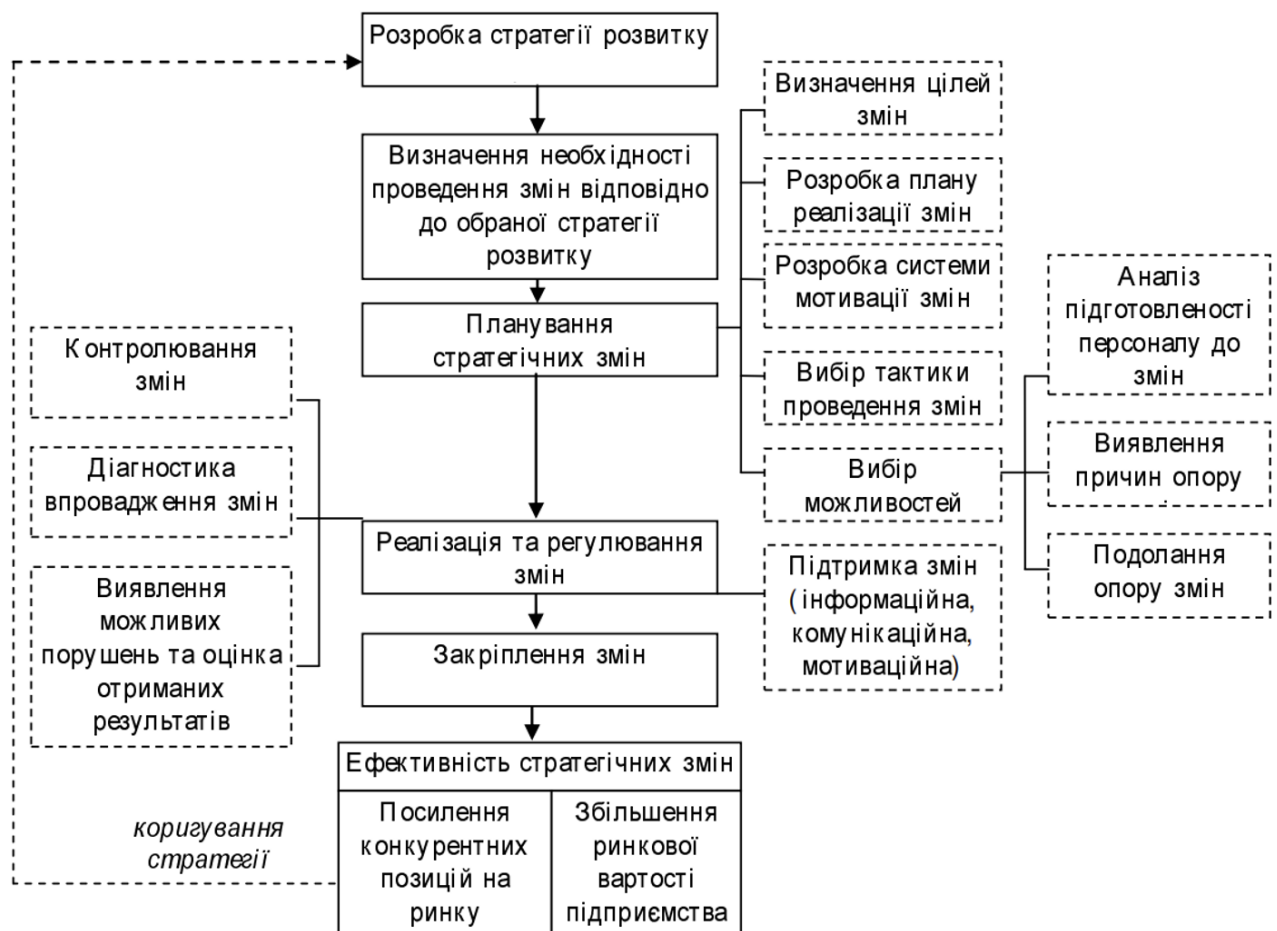 Розробка стратегії розвитку
Визначення необхідності
проведення змін відповідно
до обраної стратегії
розвитку
Планування
стратегічних змін
Визначення цілей
змін
Розробка плану
реалізації змін
Розробка системи
мотивації змін
Вибір тактики
проведення змін
Вибір
можливостей
Аналіз
підготовленості
персоналу до
змін
Виявлення
причин опору
Подолання
опору змін
Контролювання
змін
Діагностика
впровадження змін
Виявлення
можливих
порушень та оцінка
отриманих
результатів
Реалізація та регулювання
змін
Підтримка змін
( інформаційна,
комунікаційна,
мотиваційна)
Закріплення змін
Ефективність стратегічних змін
Посилення
конкурентних
позицій на
ринку
Збільшення
ринкової
вартості
підприємства
коригування
стратегії